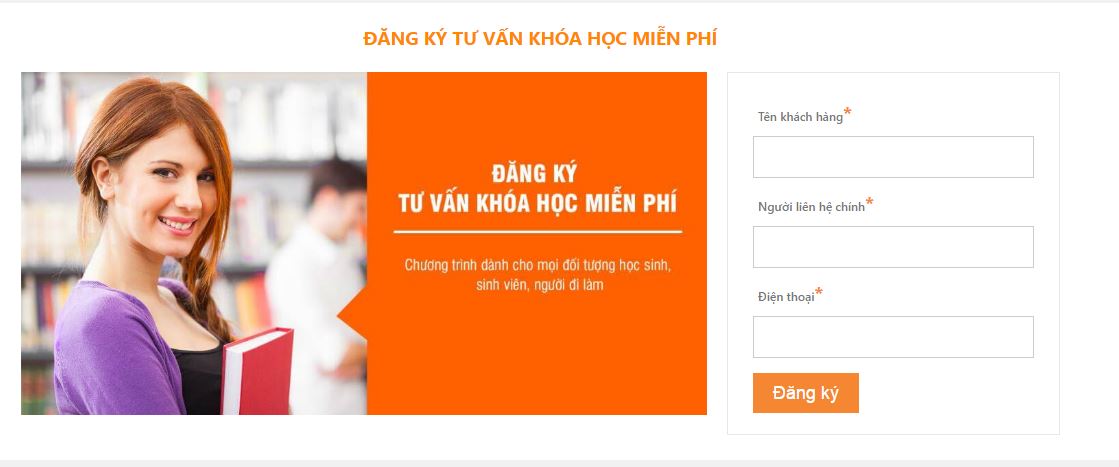 ĐĂNG KÝ TƯ VẤN KHÓA HỌC MIỄN PHÍ
ĐĂNG KÝ
TƯ VẤN KHÓA HỌC MIỄN PHÍ
Chương trình dành cho mọi đối tượng học sinh,
sinh viên, người đi làm
Tên khách hàng*
Người liên hệ chính*
Điện thoại*
Đăng ký